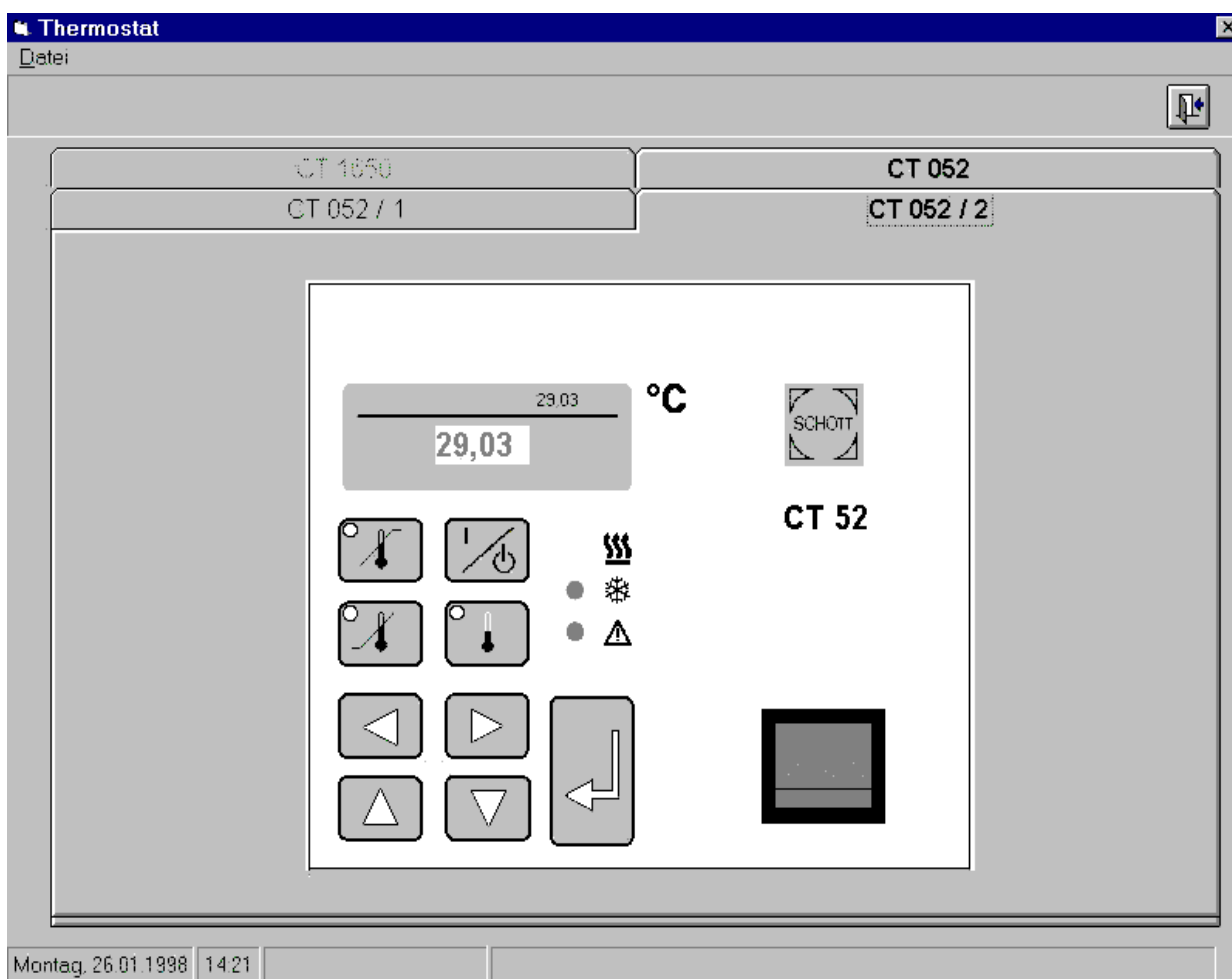 Thermostat
Datei
CT 1650
CT 052
CT 052 / 1
CT 052 / 2
29,03
°C
29,03
SCHOTT
CT 52
Montag, 26.01.1998
14:21